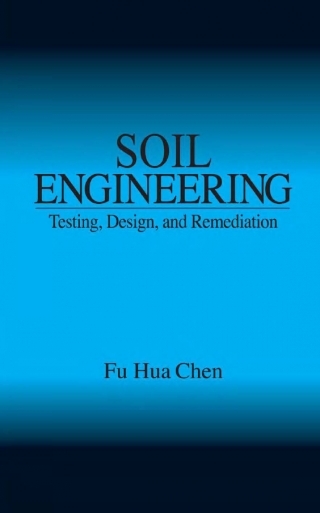 SOIL
ENGINEERING
Testing, Design, and Remediation
Fu Hua Chen